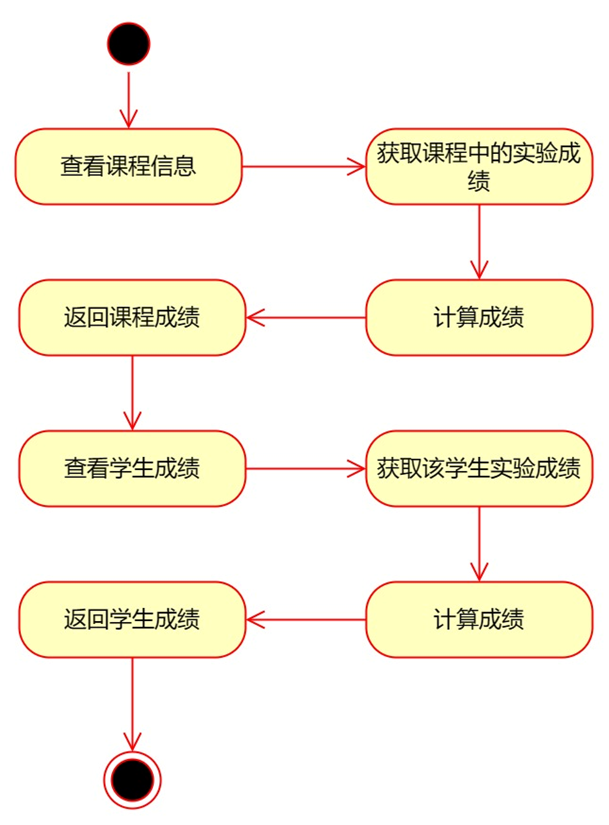 查看课程信息
获取课程中的实验成
绩
计算成绩
返回课程成绩
查看学生成绩
获取该学生实验成绩
计算成绩
返回学生成绩